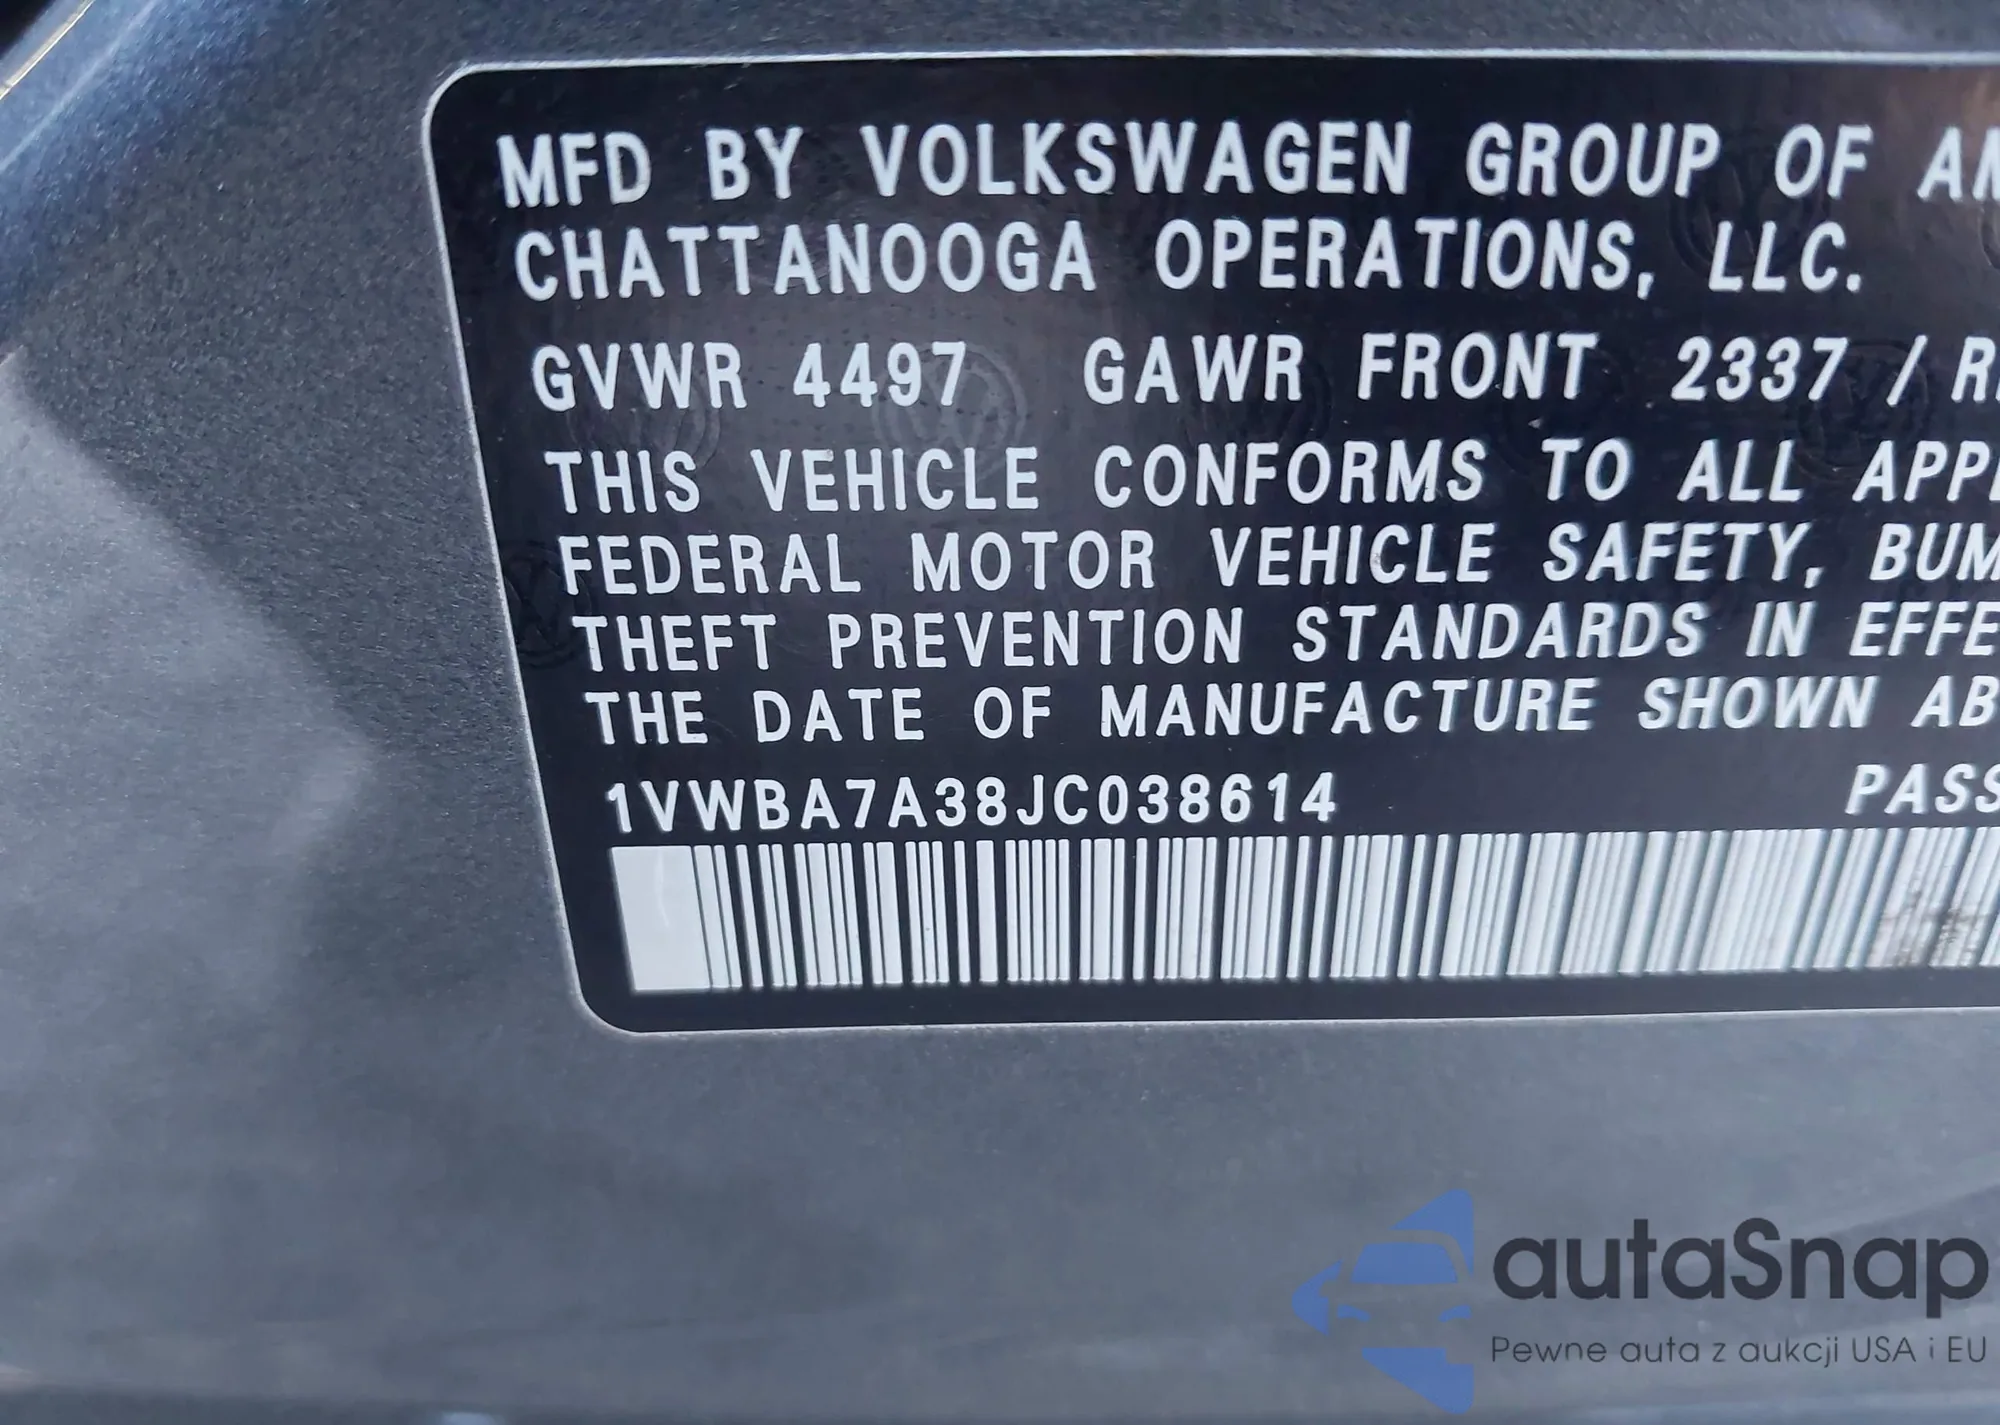 MFD BY VOLKSWAGEN GROUP OF AM
CHATTANOOGA OPERATIONS, LLC.
GVWR 4497 GAWR FRONT 2337 / R
THIS VEHICLE CONFORMS TO ALL APPL
FEDERAL MOTOR VEHICLE SAFETY, BUM
THEFT PREVENTION STANDARDS IN EFFE
THE DATE OF MANUFACTURE SHOWN AB
1VWBA7A38JC038614 PASS
autaSnap
Pewne auta z aukcji USA i EU